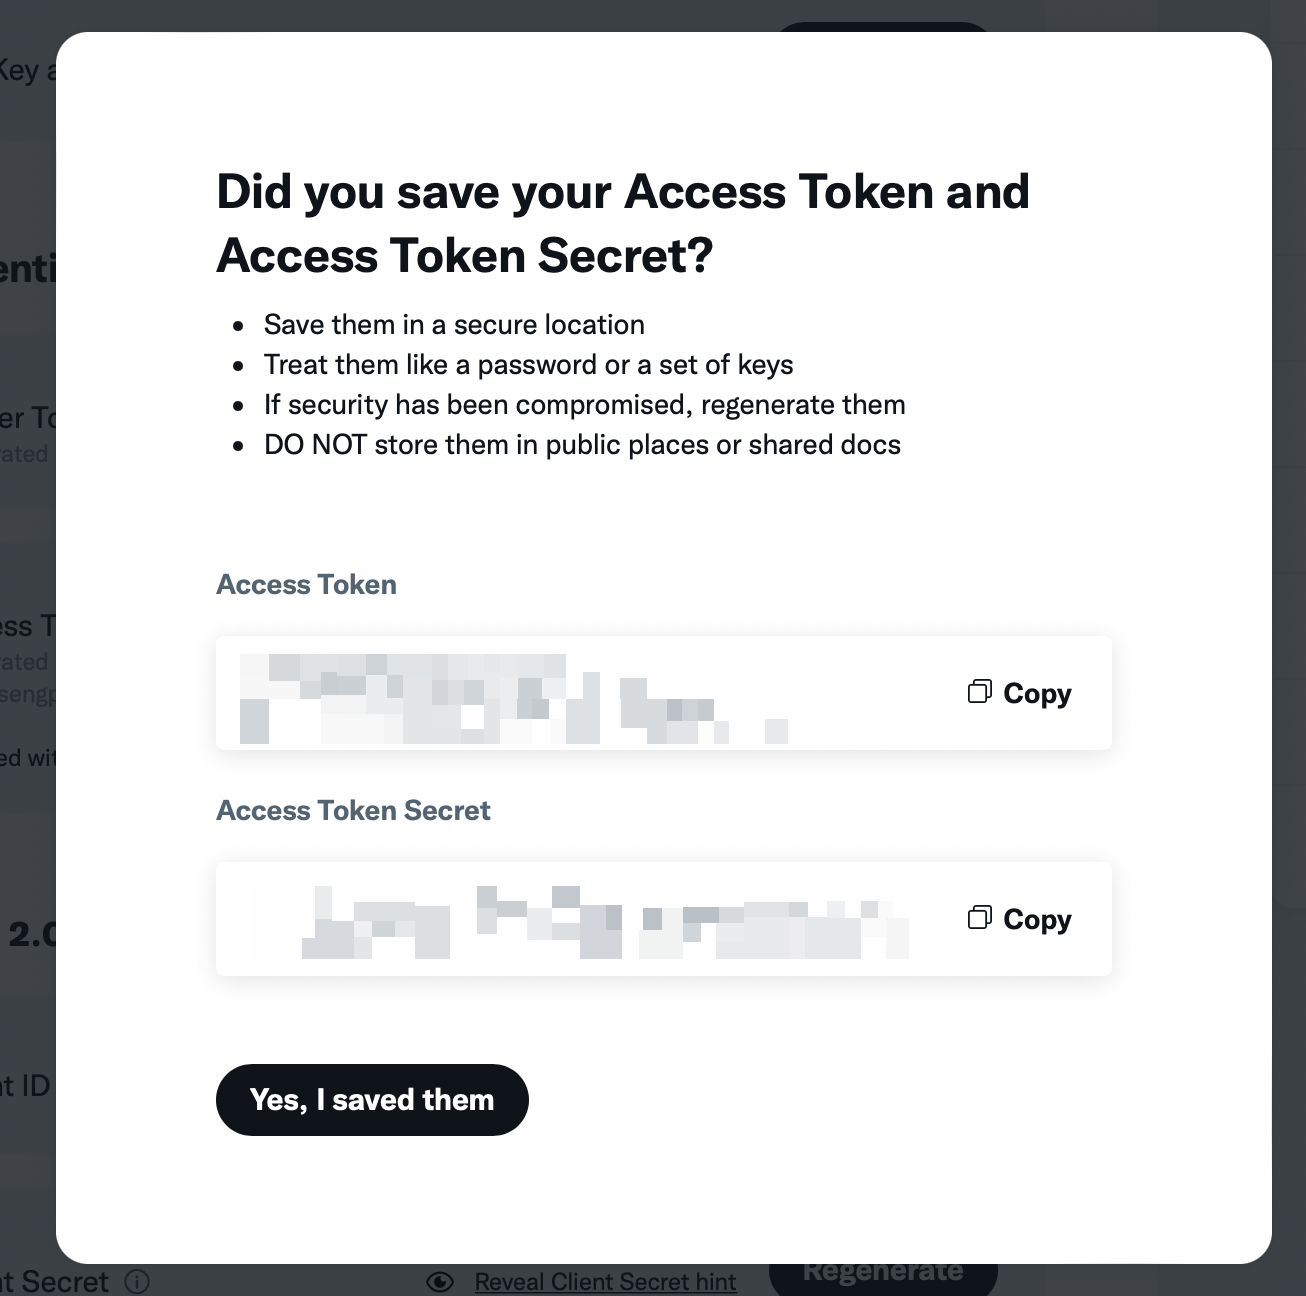 Key a
Did you save your Access Token and
Access Token Secret?
• Save them in a secure location
• Treat them like a password or a set of keys
• If security has been compromised, regenerate them
• DO NOT store them in public places or shared docs
enti
er To
rated
Access Token
ess T
rated
sengp
Copy
ed wit
Access Token Secret
Copy
2.0
nt ID
Yes, I saved them
nt Secret
Reveal Client Secret hint
Regenerate